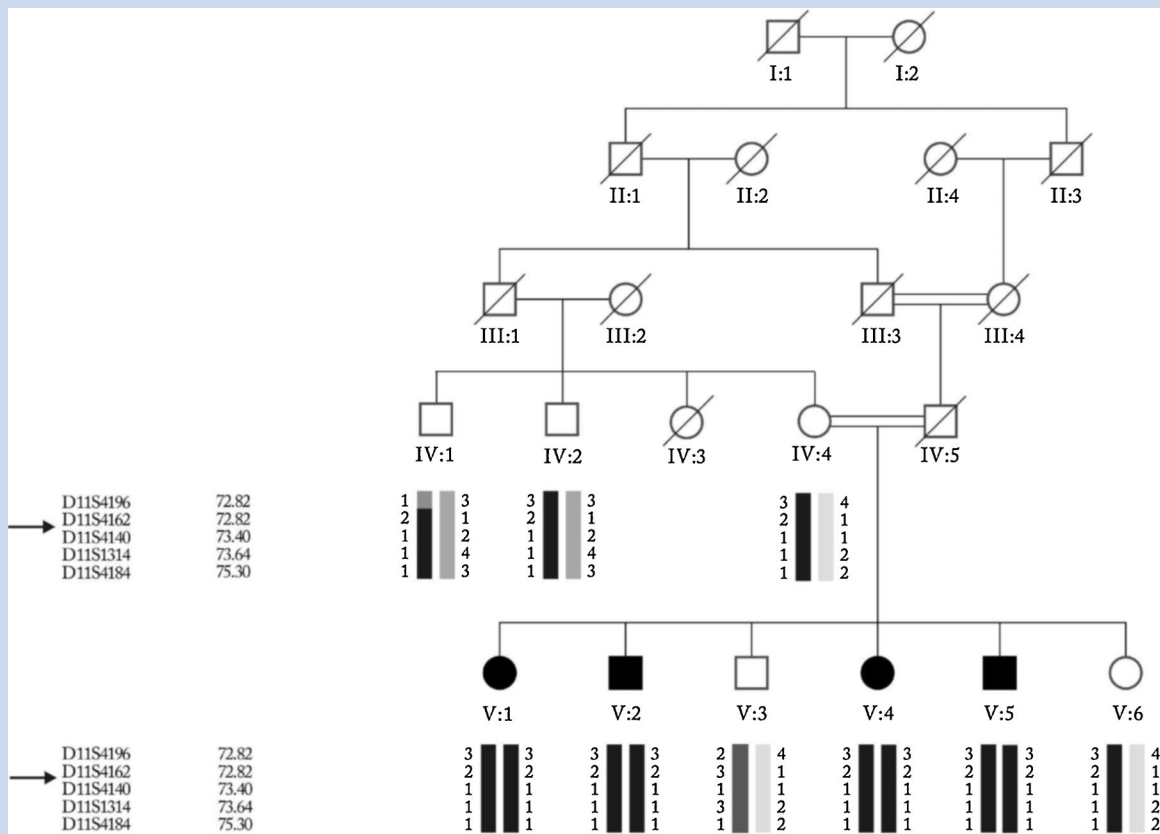 I:1 I:2
II:1 II:2 II:4 II:3
III:1 III:2 III:3 III:4
IV:1 IV:2 IV:3 IV:4 IV:5
D11S4196 72.82 1 3 3 3 3 4
D11S4162 72.82 2 1 2 1 2 1
D11S4140 73.40 1 2 1 2 1 1
D11S1314 73.64 1 4 1 4 1 2
D11S4184 75.30 1 3 1 3 1 2
V:1 V:2 V:3 V:4 V:5 V:6
D11S4196 72.82 3 3 3 3 2 4 3 3 3 3 3 4
D11S4162 72.82 2 2 2 2 3 1 2 2 2 2 2 1
D11S4140 73.40 1 1 1 1 1 1 1 1 1 1 1 1
D11S1314 73.64 1 1 1 1 3 2 1 1 1 1 1 2
D11S4184 75.30 1 1 1 1 1 2 1 1 1 1 1 2